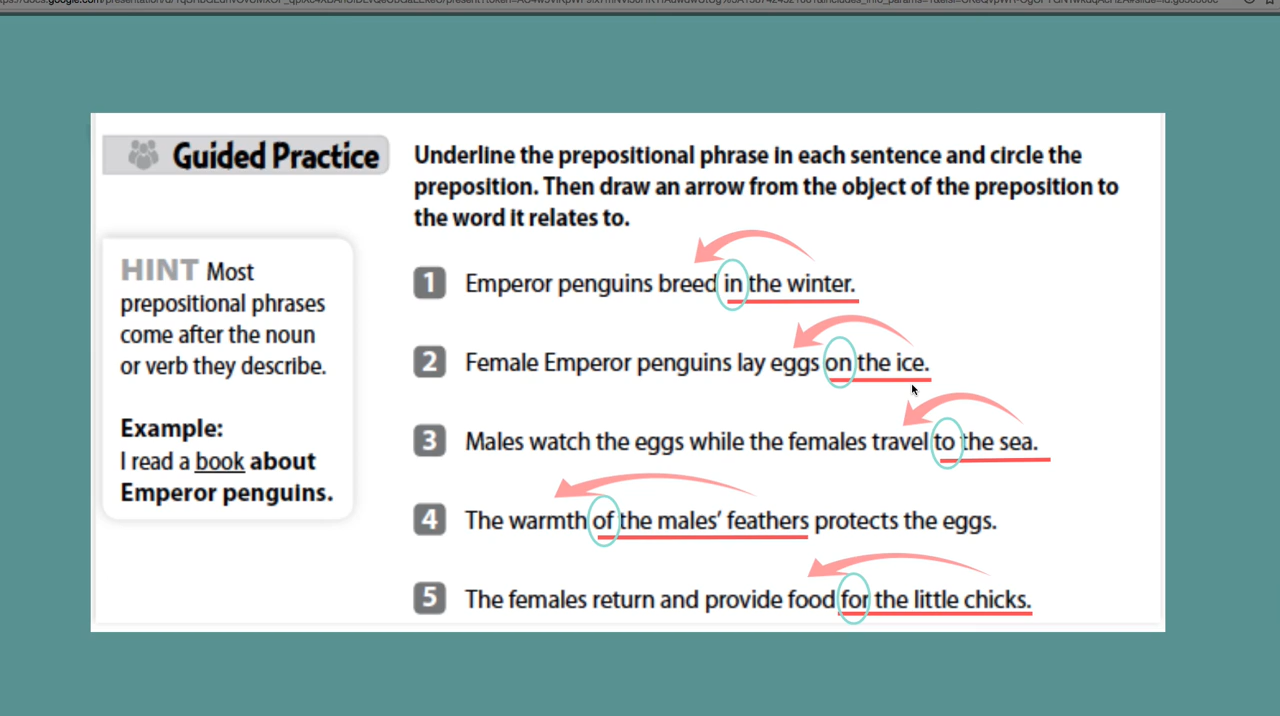 Guided Practice
Underline the prepositional phrase in each sentence and circle the
preposition. Then draw an arrow from the object of the preposition to
the word it relates to.
HINT Most
prepositional phrases
come after the noun
or verb they describe.
Example:
I read a book about
Emperor penguins.
1 Emperor penguins breed in the winter.
2 Female Emperor penguins lay eggs on the ice.
3 Males watch the eggs while the females travel to the sea.
4 The warmth of the males’ feathers protects the eggs.
5 The females return and provide food for the little chicks.